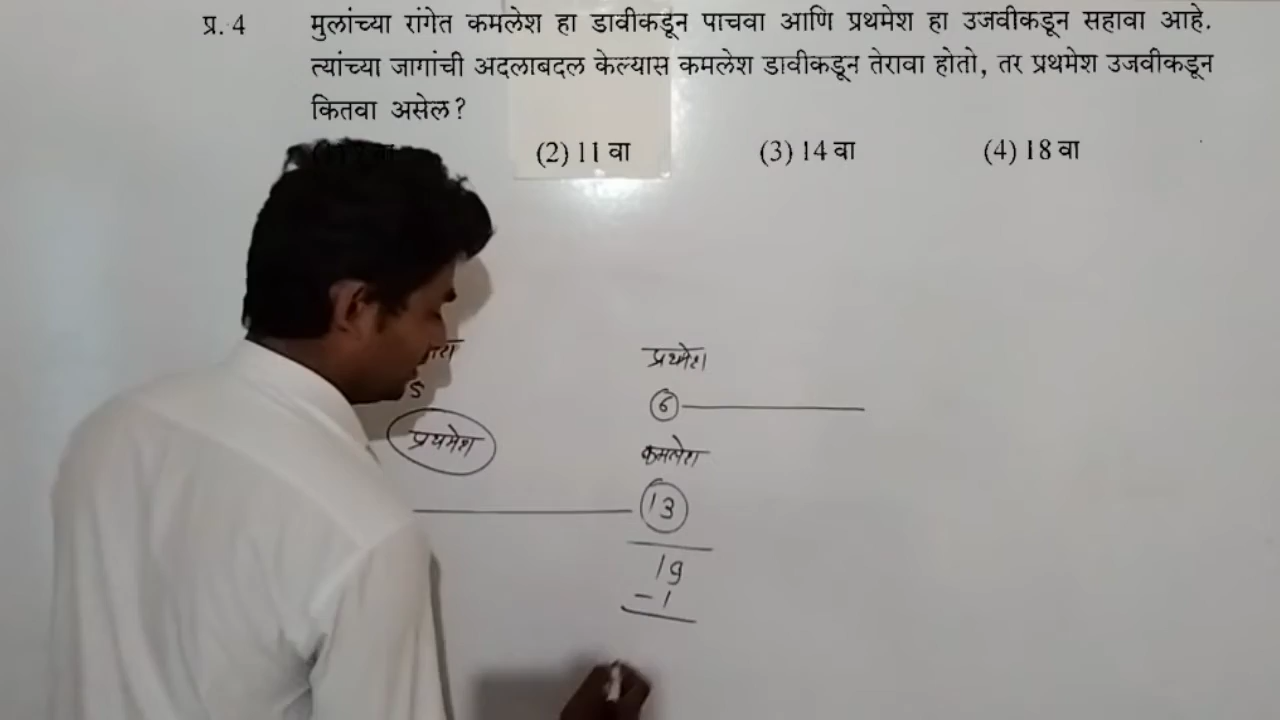 प्र. 4 मुलांच्या रांगेत कमलेश हा डावीकडून पाचवा आणि प्रथमेश हा उजवीकडून सहावा आहे.
त्यांच्या जागांची अदलाबदल केल्यास कमलेश डावीकडून तेरावा होतो, तर प्रथमेश उजवीकडून
कितवा असेल?
(2) 11 वा (3) 14 वा (4) 18 वा
प्रथमेश
5 6
प्रथमेश कमलेश
13
19
-1